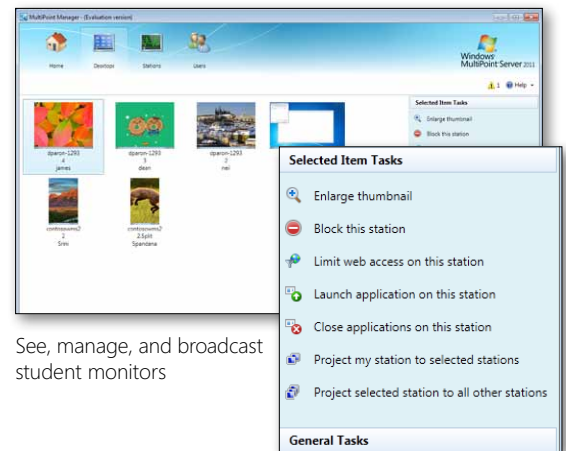 MultiPoint Manager - (Evaluation version)
Home
Desktops
Stations
Users
Windows
MultiPoint Server 2011
1
Help
Selected Item Tasks
Enlarge thumbnail
Block this station
dparon-1293
4
james
dparon-1293
3
dean
dparon-1293
2
neil
contosowms2
2
Srini
contosowms2
2.Split
Spandana
Selected Item Tasks
Enlarge thumbnail
Block this station
Limit web access on this station
Launch application on this station
Close applications on this station
Project my station to selected stations
Project selected station to all other stations
General Tasks
See, manage, and broadcast
student monitors